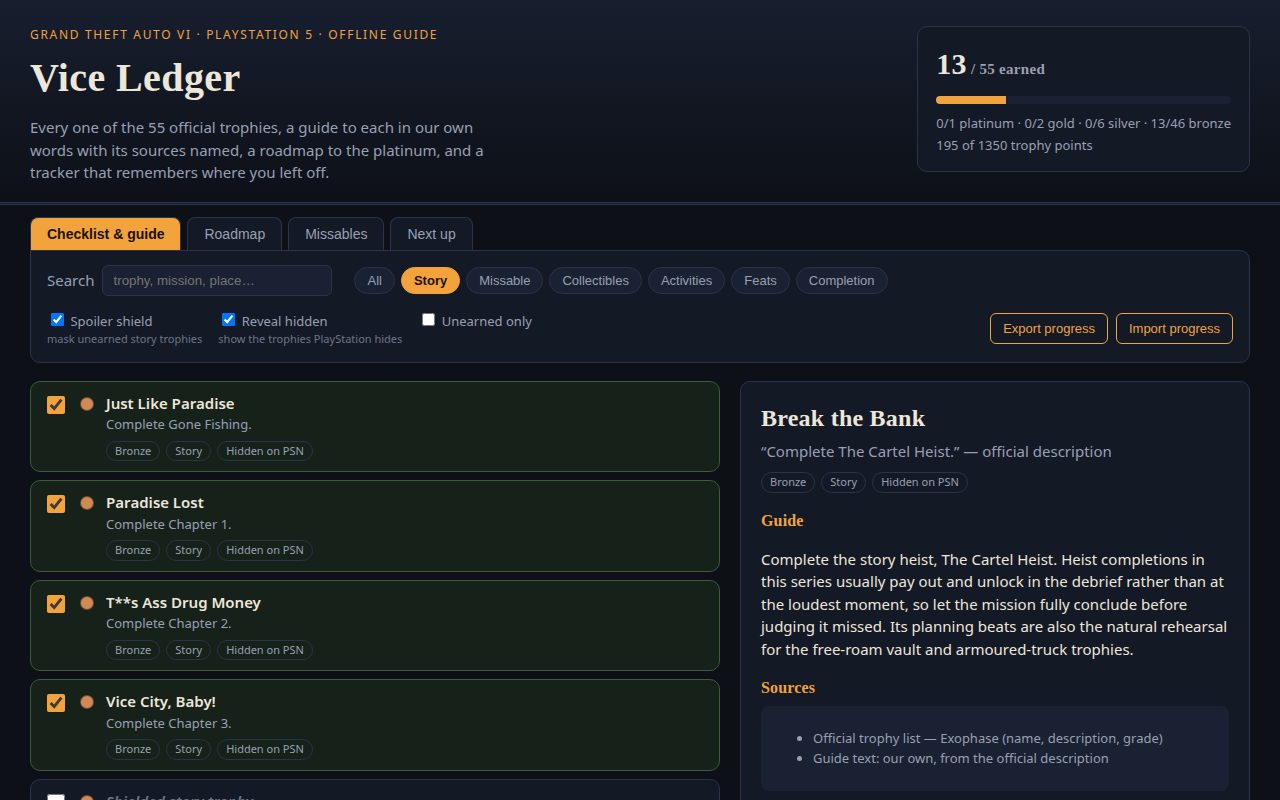 GRAND THEFT AUTO VI · PLAYSTATION 5 · OFFLINE GUIDE
Vice Ledger
Every one of the 55 official trophies, a guide to each in our own
words with its sources named, a roadmap to the platinum, and a
tracker that remembers where you left off.
13 / 55 earned
0/1 platinum · 0/2 gold · 0/6 silver · 13/46 bronze
195 of 1350 trophy points
Checklist & guide
Roadmap
Missables
Next up
Search trophy, mission, place…
All
Story
Missable
Collectibles
Activities
Feats
Completion
Spoiler shield
mask unearned story trophies
Reveal hidden
show the trophies PlayStation hides
Unearned only
Export progress
Import progress
Just Like Paradise
Complete Gone Fishing.
Bronze Story Hidden on PSN
Paradise Lost
Complete Chapter 1.
Bronze Story Hidden on PSN
T**s Ass Drug Money
Complete Chapter 2.
Bronze Story Hidden on PSN
Vice City, Baby!
Complete Chapter 3.
Bronze Story Hidden on PSN
Shielded story trophy
Break the Bank
“Complete The Cartel Heist.” — official description
Bronze Story Hidden on PSN
Guide
Complete the story heist, The Cartel Heist. Heist completions in
this series usually pay out and unlock in the debrief rather than at
the loudest moment, so let the mission fully conclude before
judging it missed. Its planning beats are also the natural rehearsal
for the free-roam vault and armoured-truck trophies.
Sources
Official trophy list — Exophase (name, description, grade)
Guide text: our own, from the official description